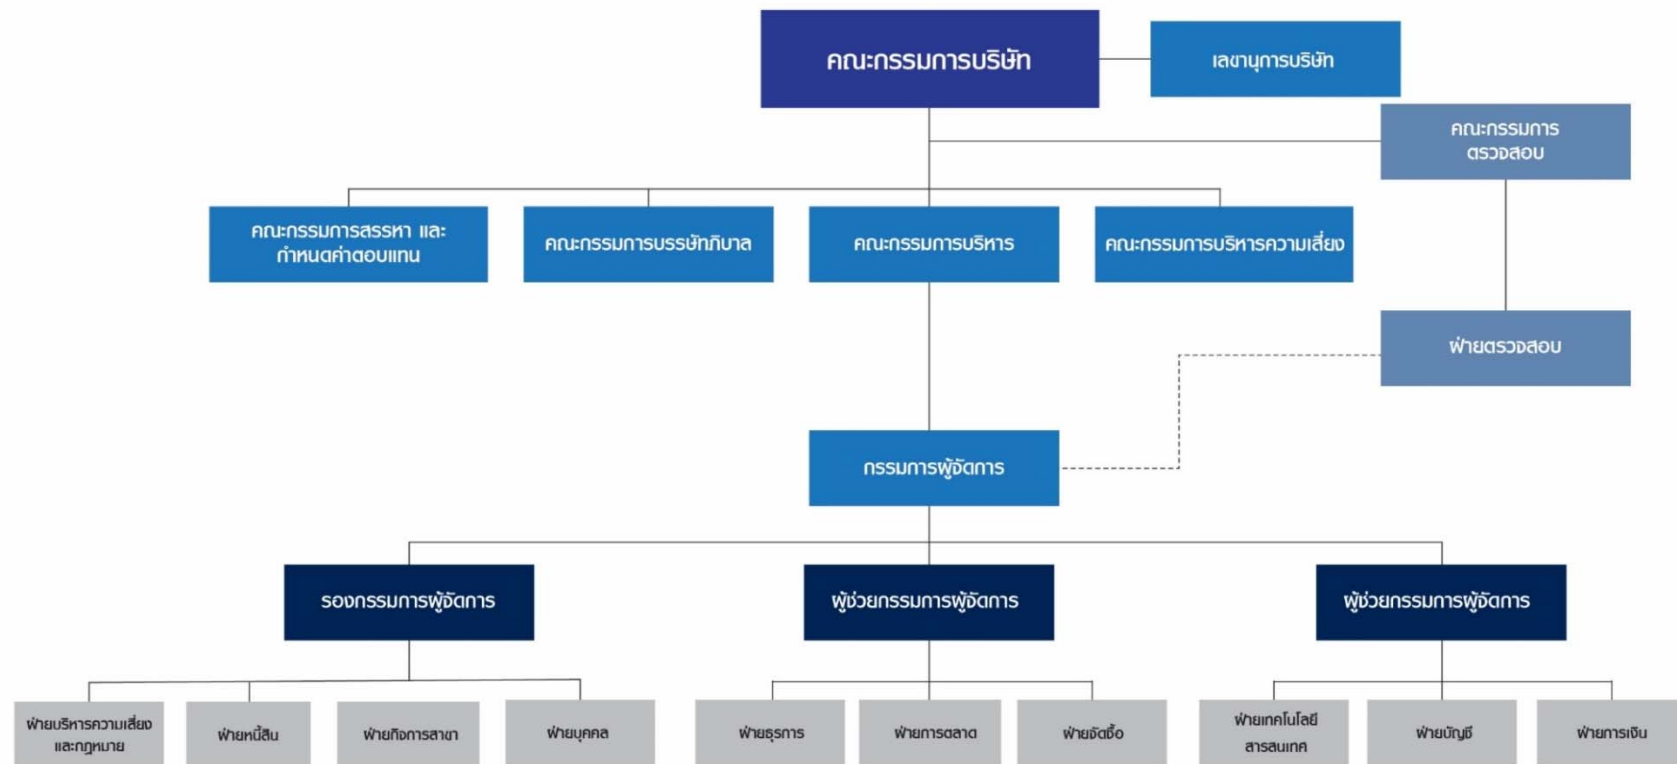 คณะกรรมการบริษัท
เลขานุการบริษัท
คณะกรรมการ
ตรวจสอบ
คณะกรรมการสรรหา และ
กำหนดค่าตอบแทน
คณะกรรมการบรรษัทภิบาล
คณะกรรมการบริหาร
คณะกรรมการบริหารความเสี่ยง
ฝ่ายตรวจสอบ
กรรมการผู้จัดการ
รองกรรมการผู้จัดการ
ผู้ช่วยกรรมการผู้จัดการ
ผู้ช่วยกรรมการผู้จัดการ
ฝ่ายบริหารความเสี่ยง
และกฎหมาย
ฝ่ายหนี้สิน
ฝ่ายกิจการสาขา
ฝ่ายบุคคล
ฝ่ายธุรการ
ฝ่ายการตลาด
ฝ่ายจัดซื้อ
ฝ่ายเทคโนโลยี
สารสนเทศ
ฝ่ายบัญชี
ฝ่ายการเงิน